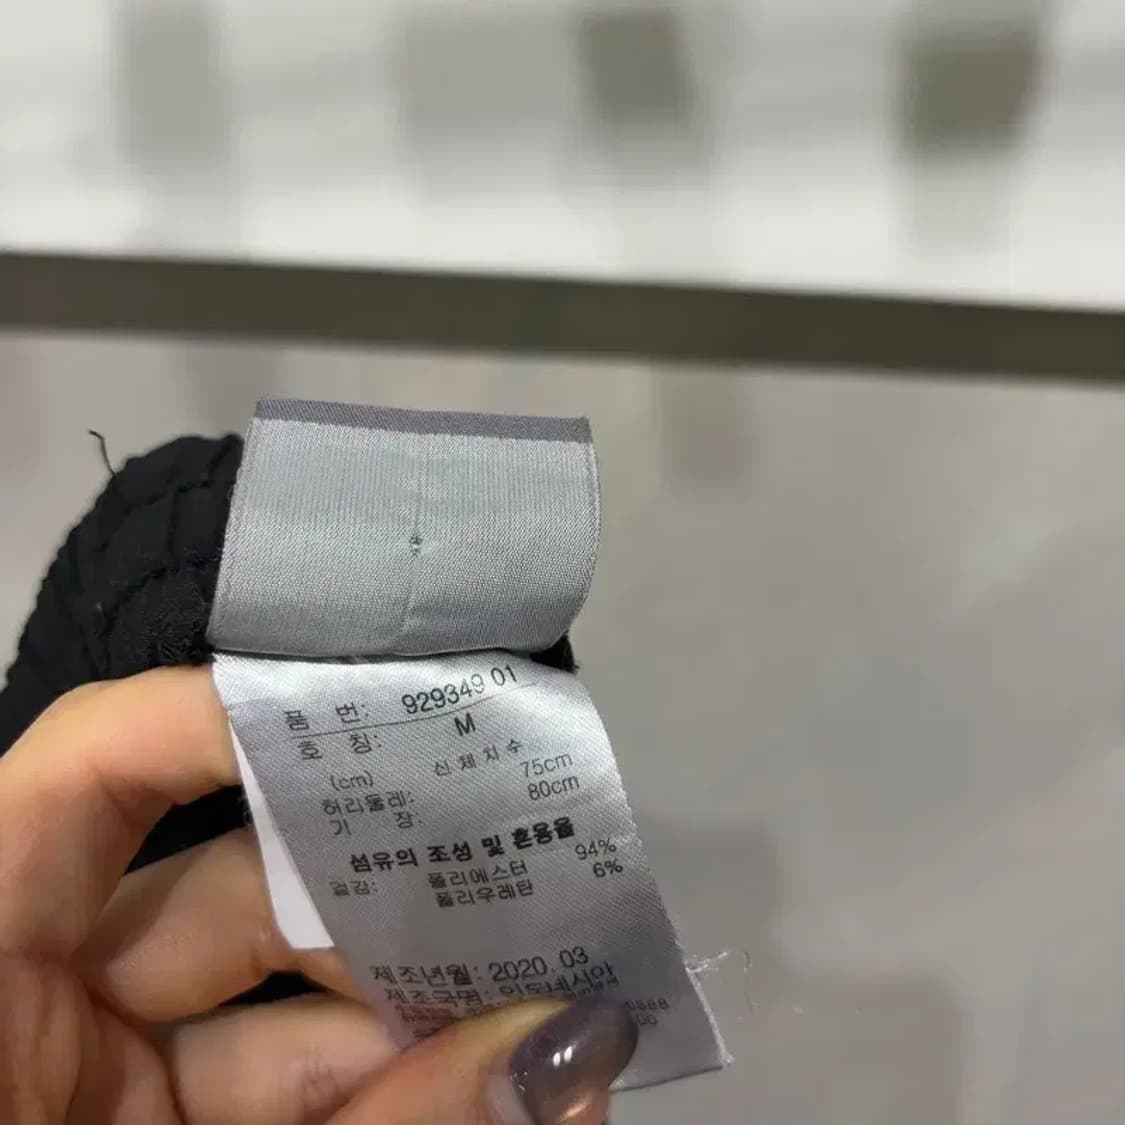 품 번: 929349 01
호 칭: M
(cm) 신체치수
허리둘레: 75cm
기 장: 80cm
섬유의 조성 및 혼용율
겉감: 폴리에스터 94%
폴리우레탄 6%
제조년월: 2020. 03
제조국명: 인도네시아